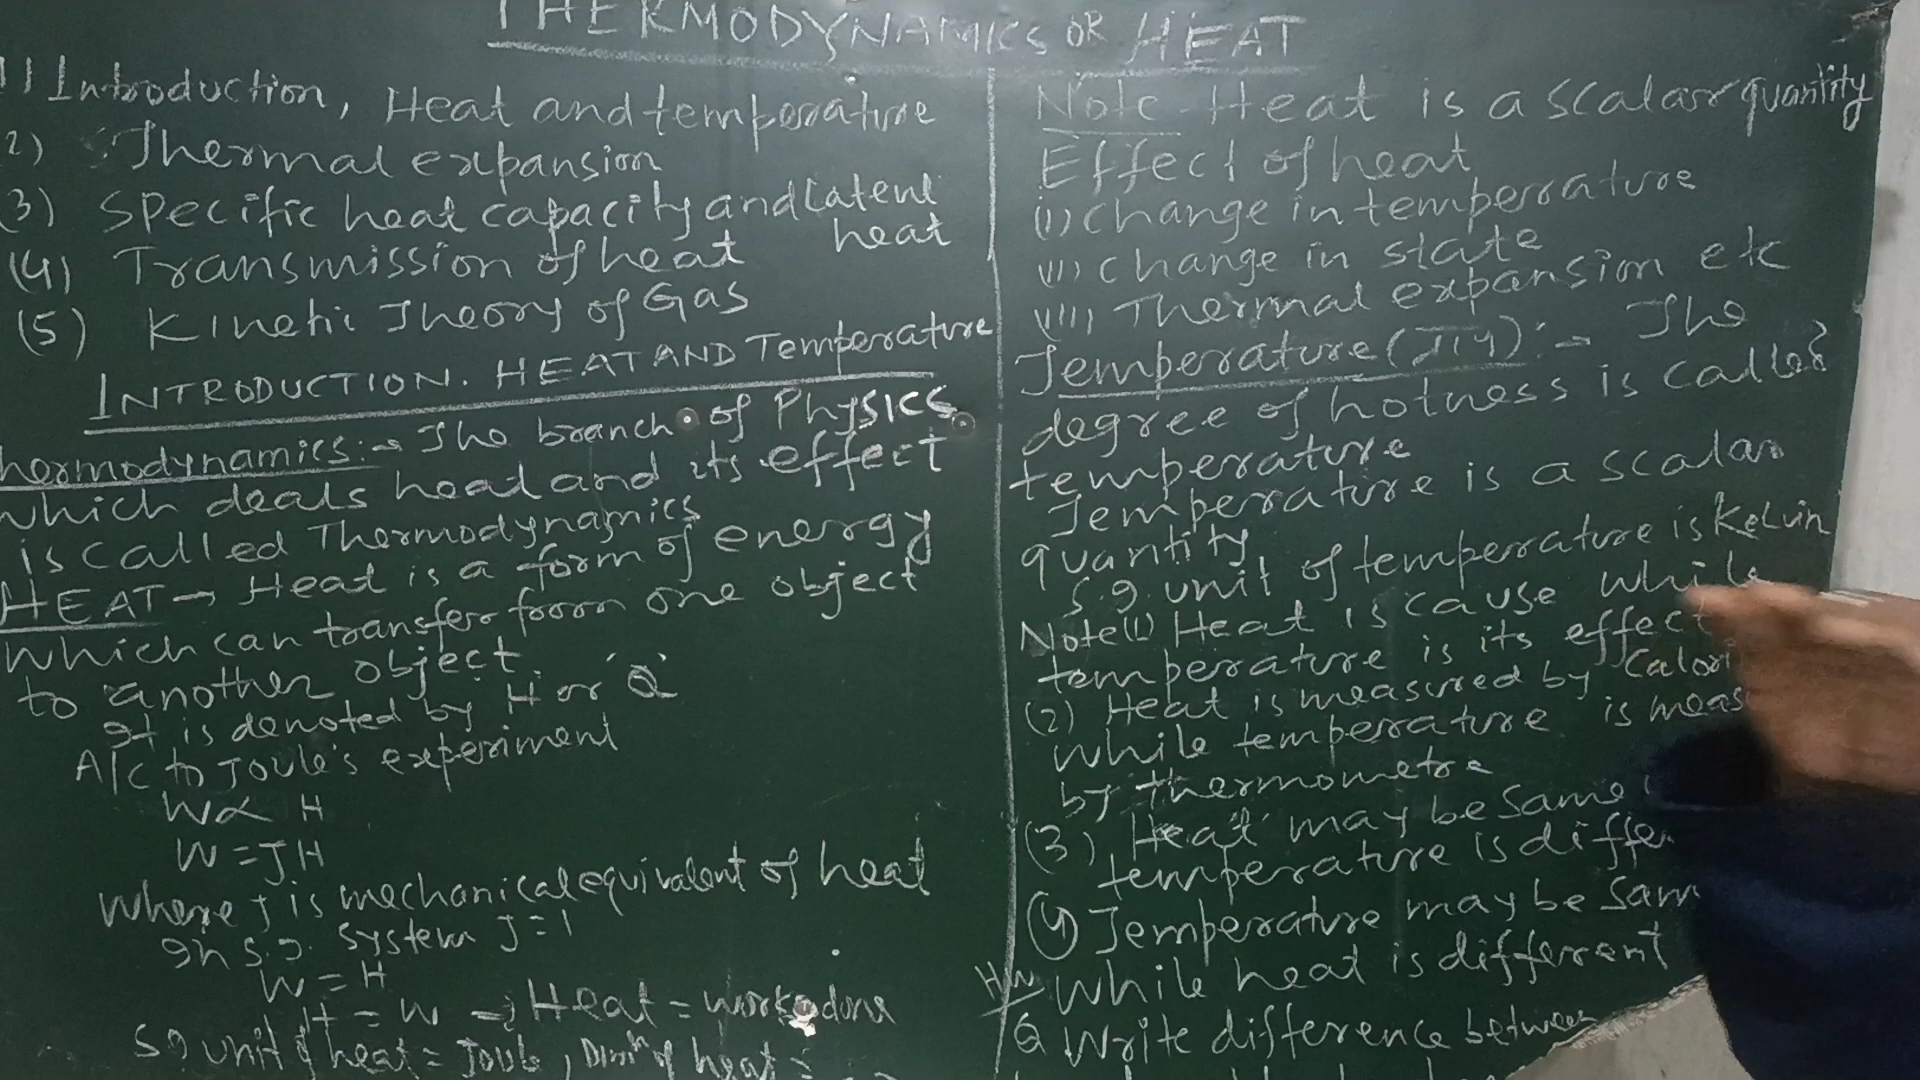 THERMODYNAMICS OR HEAT
1) Introduction, Heat and temperature
2) Thermal expansion
(3) Specific heat capacity and Latent
heat
(4) Transmission of heat
(5) Kinetic Theory of Gas
INTRODUCTION. HEAT AND Temperature
hermodynamics:→ The branch of Physics
which deals heat and its effect
is called Thermodynamics
HEAT → Heat is a form of energy
which can transfer from one object
to another object.
It is denoted by H or 'Q'
A/C to Joule's experiment
W ∝ H
W = JH
where J is mechanical equivalent of heat
In S.I. system J = 1
W = H
H = W → Heat = work done
S.I unit of heat = Joule, Dimn of heat =
Note Heat is a scalar quantity
Effect of heat
(i) change in temperature
(ii) change in state
(iii) Thermal expansion etc
Temperature (T) :→ The
degree of hotness is called
temperature
Temperature is a scalar
quantity
S.I. unit of temperature is Kelvin
Note (1) Heat is cause while
temperature is its effect
(2) Heat is measured by Calori
while temperature is meas
by thermometre
(3) Heat may be same
temperature is differ
(4) Temperature may be sam
while heat is different
HW
Q Write difference between